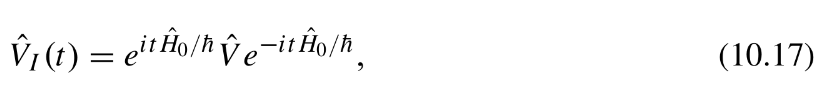 V̂_I(t) = e^{itĤ₀/ħ} V̂ e^{−itĤ₀/ħ}, (10.17)